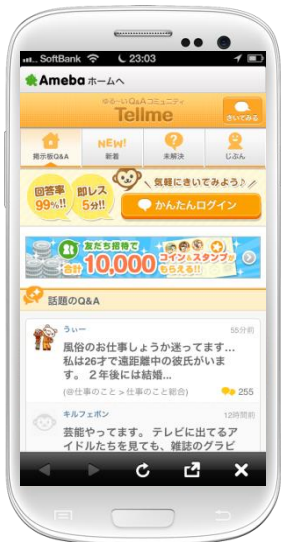 SoftBank 23:03
Ameba ホームへ
ゆる〜いQ&Aコミュニティ
Tellme
きいてみる
掲示板Q&A
NEW!
新着
未解決
じぶん
回答率
99%!!
即レス
5分!!
気軽にきいてみよう♪
かんたんログイン
友だち招待で
合計10,000
コイン&スタンプが
もらえる!!
話題のQ&A
うぃー 55分前
風俗のお仕事しょうか迷ってます…
私は26才で遠距離中の彼氏がいま
す。 2年後には結婚...
(@仕事のこと > 仕事のこと総合) 255
キルフェボン 12時間前
芸能やってます。 テレビに出てるア
イドルたちを見ても、雑誌のグラビ